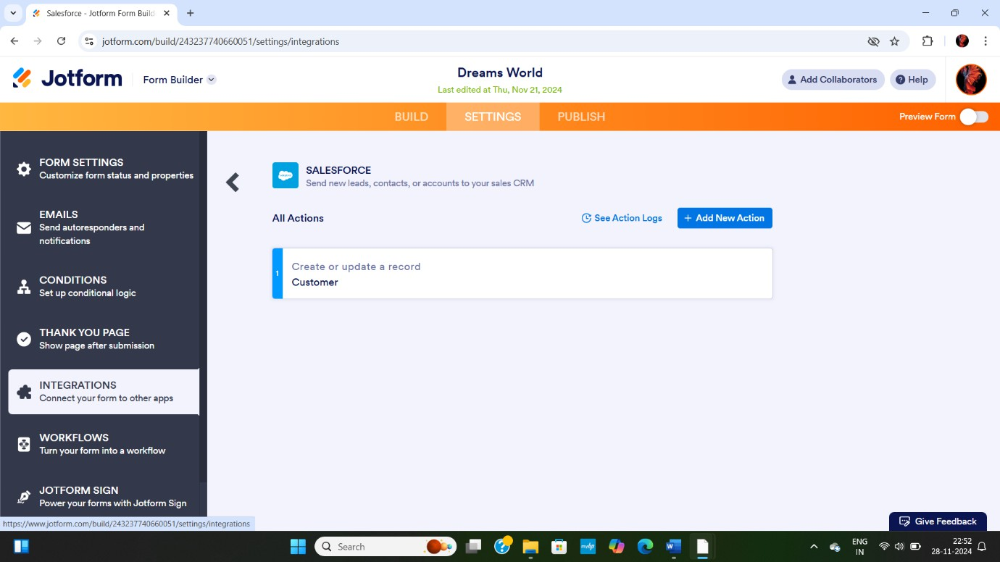 Salesforce - Jotform Form Build
jotform.com/build/243237740660051/settings/integrations
Jotform
Form Builder
Dreams World
Last edited at Thu, Nov 21, 2024
Add Collaborators
Help
BUILD
SETTINGS
PUBLISH
Preview Form
FORM SETTINGS
Customize form status and properties
EMAILS
Send autoresponders and
notifications
CONDITIONS
Set up conditional logic
THANK YOU PAGE
Show page after submission
INTEGRATIONS
Connect your form to other apps
WORKFLOWS
Turn your form into a workflow
JOTFORM SIGN
Power your forms with Jotform Sign
SALESFORCE
Send new leads, contacts, or accounts to your sales CRM
All Actions
See Action Logs
+ Add New Action
1
Create or update a record
Customer
https://www.jotform.com/build/243237740660051/settings/integrations
Give Feedback
Search
ENG
IN
22:52
28-11-2024